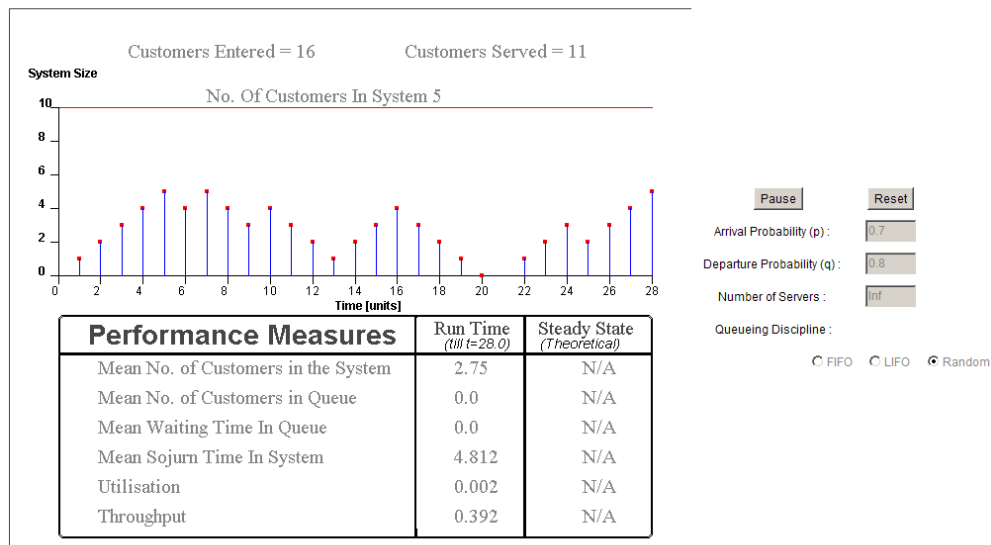 Customers Entered = 16 Customers Served = 11
System Size
No. Of Customers In System 5
10
8
6
4
2
0
0 2 4 6 8 10 12 14 16 18 20 22 24 26 28
Time [units]
Performance Measures Run Time (till t=28.0) Steady State (Theoretical)
Mean No. of Customers in the System 2.75 N/A
Mean No. of Customers in Queue 0.0 N/A
Mean Waiting Time In Queue 0.0 N/A
Mean Sojurn Time In System 4.812 N/A
Utilisation 0.002 N/A
Throughput 0.392 N/A
Pause Reset
Arrival Probability (p) : 0.7
Departure Probability (q) : 0.8
Number of Servers : Inf
Queueing Discipline :
FIFO LIFO Random